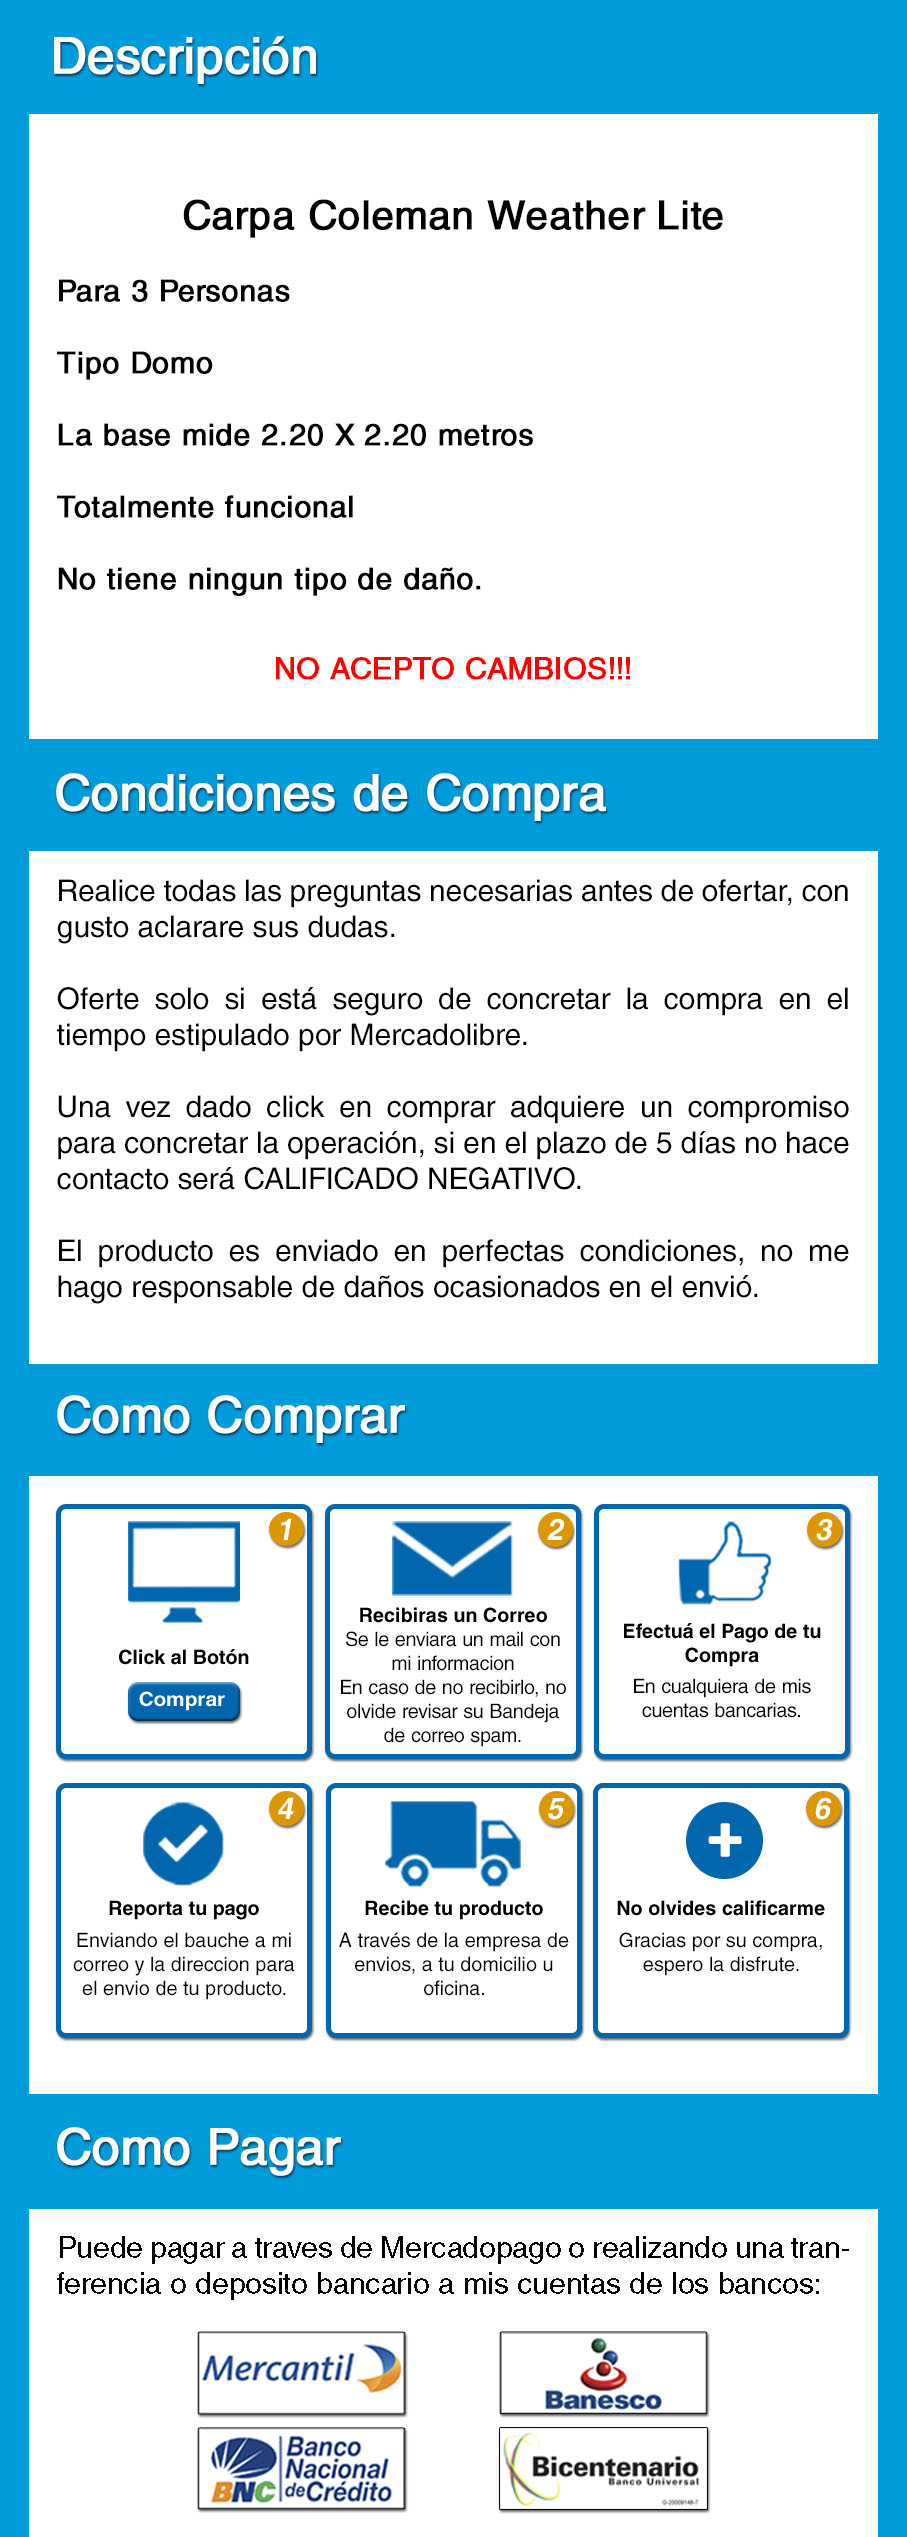 Descripción
Carpa Coleman Weather Lite
Para 3 Personas
Tipo Domo
La base mide 2.20 X 2.20 metros
Totalmente funcional
No tiene ningun tipo de daño.
NO ACEPTO CAMBIOS!!!
Condiciones de Compra
Realice todas las preguntas necesarias antes de ofertar, con
gusto aclarare sus dudas.
Oferte solo si está seguro de concretar la compra en el
tiempo estipulado por Mercadolibre.
Una vez dado click en comprar adquiere un compromiso
para concretar la operación, si en el plazo de 5 días no hace
contacto será CALIFICADO NEGATIVO.
El producto es enviado en perfectas condiciones, no me
hago responsable de daños ocasionados en el envió.
Como Comprar
1
Click al Botón
Comprar
2
Recibiras un Correo
Se le enviara un mail con
mi informacion
En caso de no recibirlo, no
olvide revisar su Bandeja
de correo spam.
3
Efectuá el Pago de tu
Compra
En cualquiera de mis
cuentas bancarias.
4
Reporta tu pago
Enviando el bauche a mi
correo y la direccion para
el envio de tu producto.
5
Recibe tu producto
A través de la empresa de
envios, a tu domicilio u
oficina.
6
No olvides calificarme
Gracias por su compra,
espero la disfrute.
Como Pagar
Puede pagar a traves de Mercadopago o realizando una tran-
ferencia o deposito bancario a mis cuentas de los bancos:
Mercantil
Banesco
BNC
Banco
Nacional
de Crédito
Bicentenario
Banco Universal
G-20009148-7